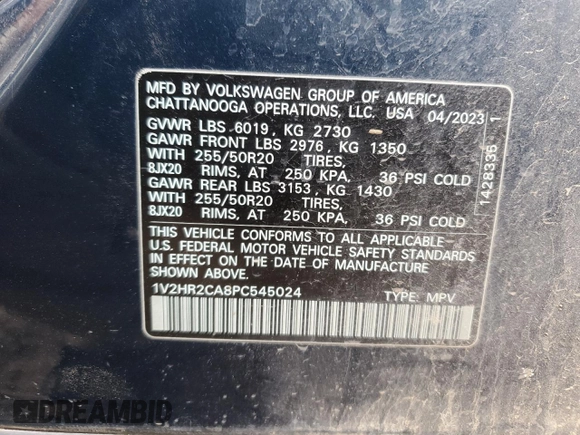 MFD BY VOLKSWAGEN GROUP OF AMERICA
CHATTANOOGA OPERATIONS, LLC. USA 04/2023
GVWR LBS 6019, KG 2730
GAWR FRONT LBS 2976, KG 1350
WITH 255/50R20 TIRES,
8JX20 RIMS, AT 250 KPA, 36 PSI COLD
GAWR REAR LBS 3153, KG 1430
WITH 255/50R20 TIRES,
8JX20 RIMS, AT 250 KPA, 36 PSI COLD
THIS VEHICLE CONFORMS TO ALL APPLICABLE
U.S. FEDERAL MOTOR VEHICLE SAFETY STANDARDS
IN EFFECT ON THE DATE OF MANUFACTURE
SHOWN ABOVE
1V2HR2CA8PC545024 TYPE: MPV
1428336 1
DREAMBID